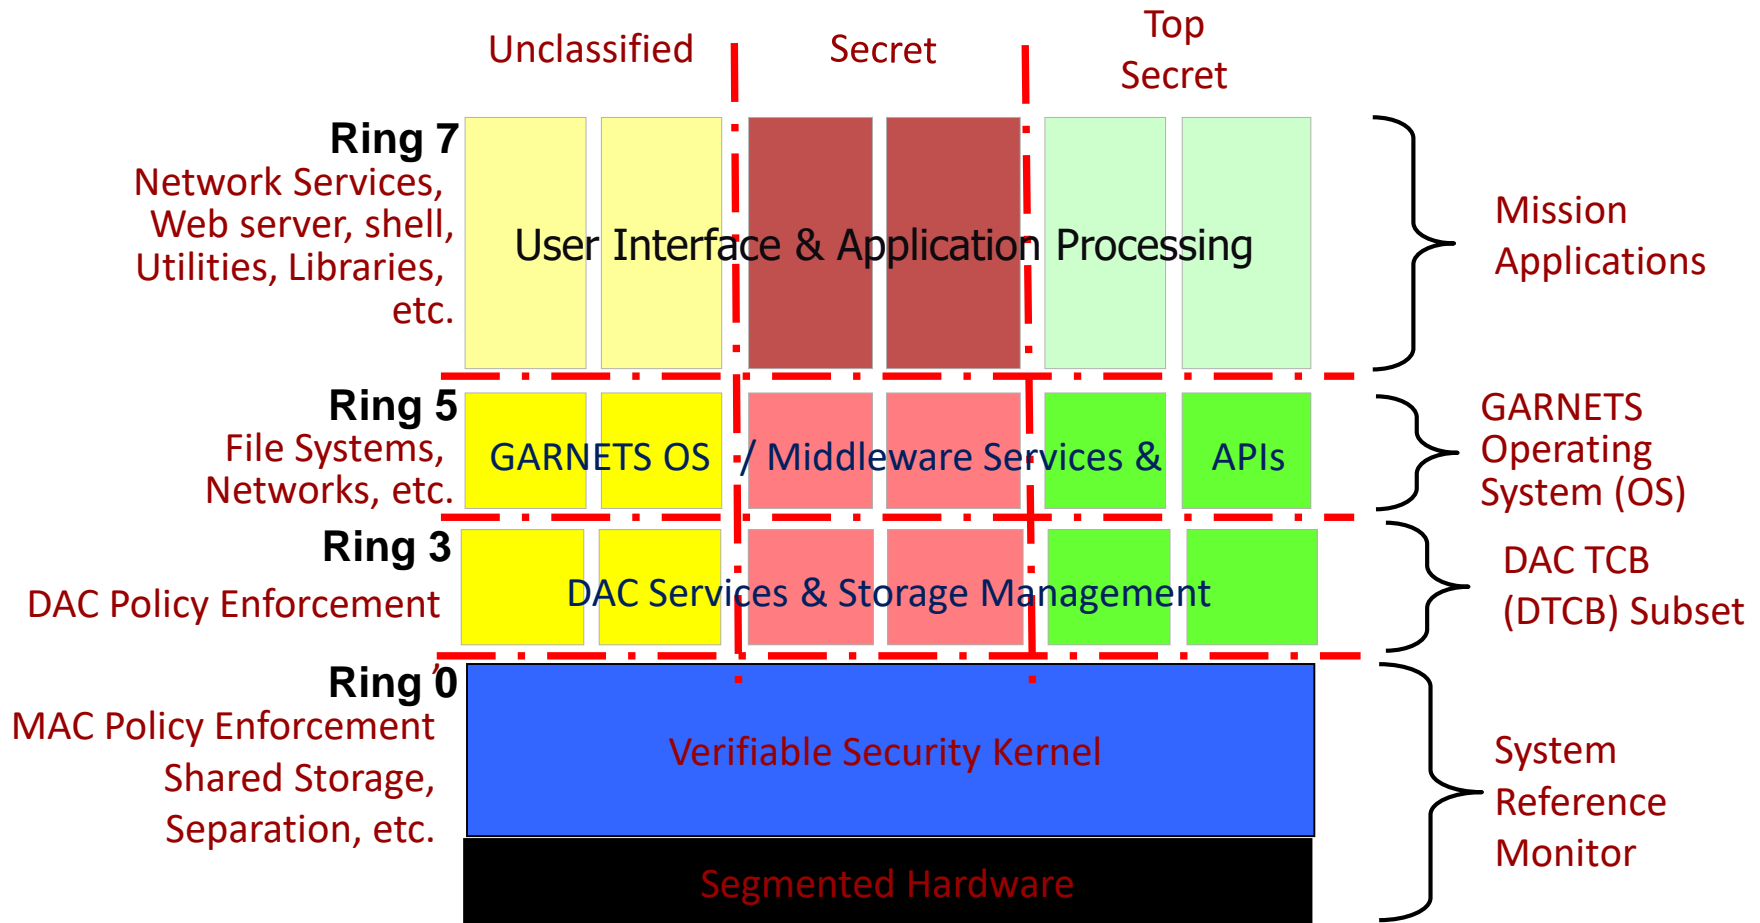 Unclassified
Secret
Top
Secret
Ring 7
Network Services,
Web server, shell,
Utilities, Libraries,
etc.
User Interface & Application Processing
Mission
Applications
Ring 5
File Systems,
Networks, etc.
GARNETS OS / Middleware Services & APIs
GARNETS
Operating
System (OS)
Ring 3
DAC Policy Enforcement
,
DAC Services & Storage Management
DAC TCB
(DTCB) Subset
Ring 0
MAC Policy Enforcement
Shared Storage,
Separation, etc.
Verifiable Security Kernel
Segmented Hardware
System
Reference
Monitor